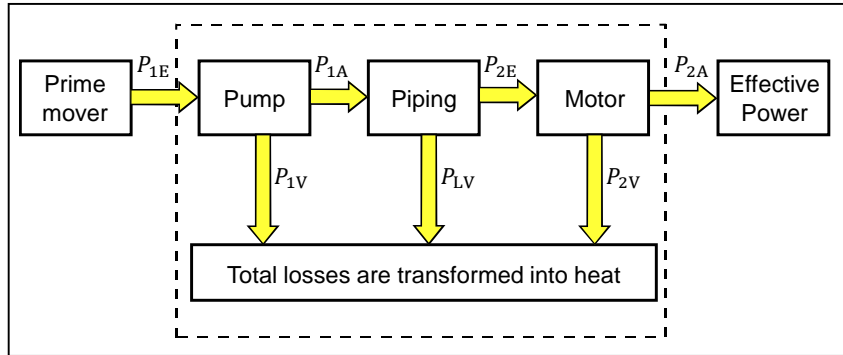 P1E
P1A
P2E
P2A
Prime
mover
Pump
Piping
Motor
Effective
Power
P1V
PLV
P2V
Total losses are transformed into heat